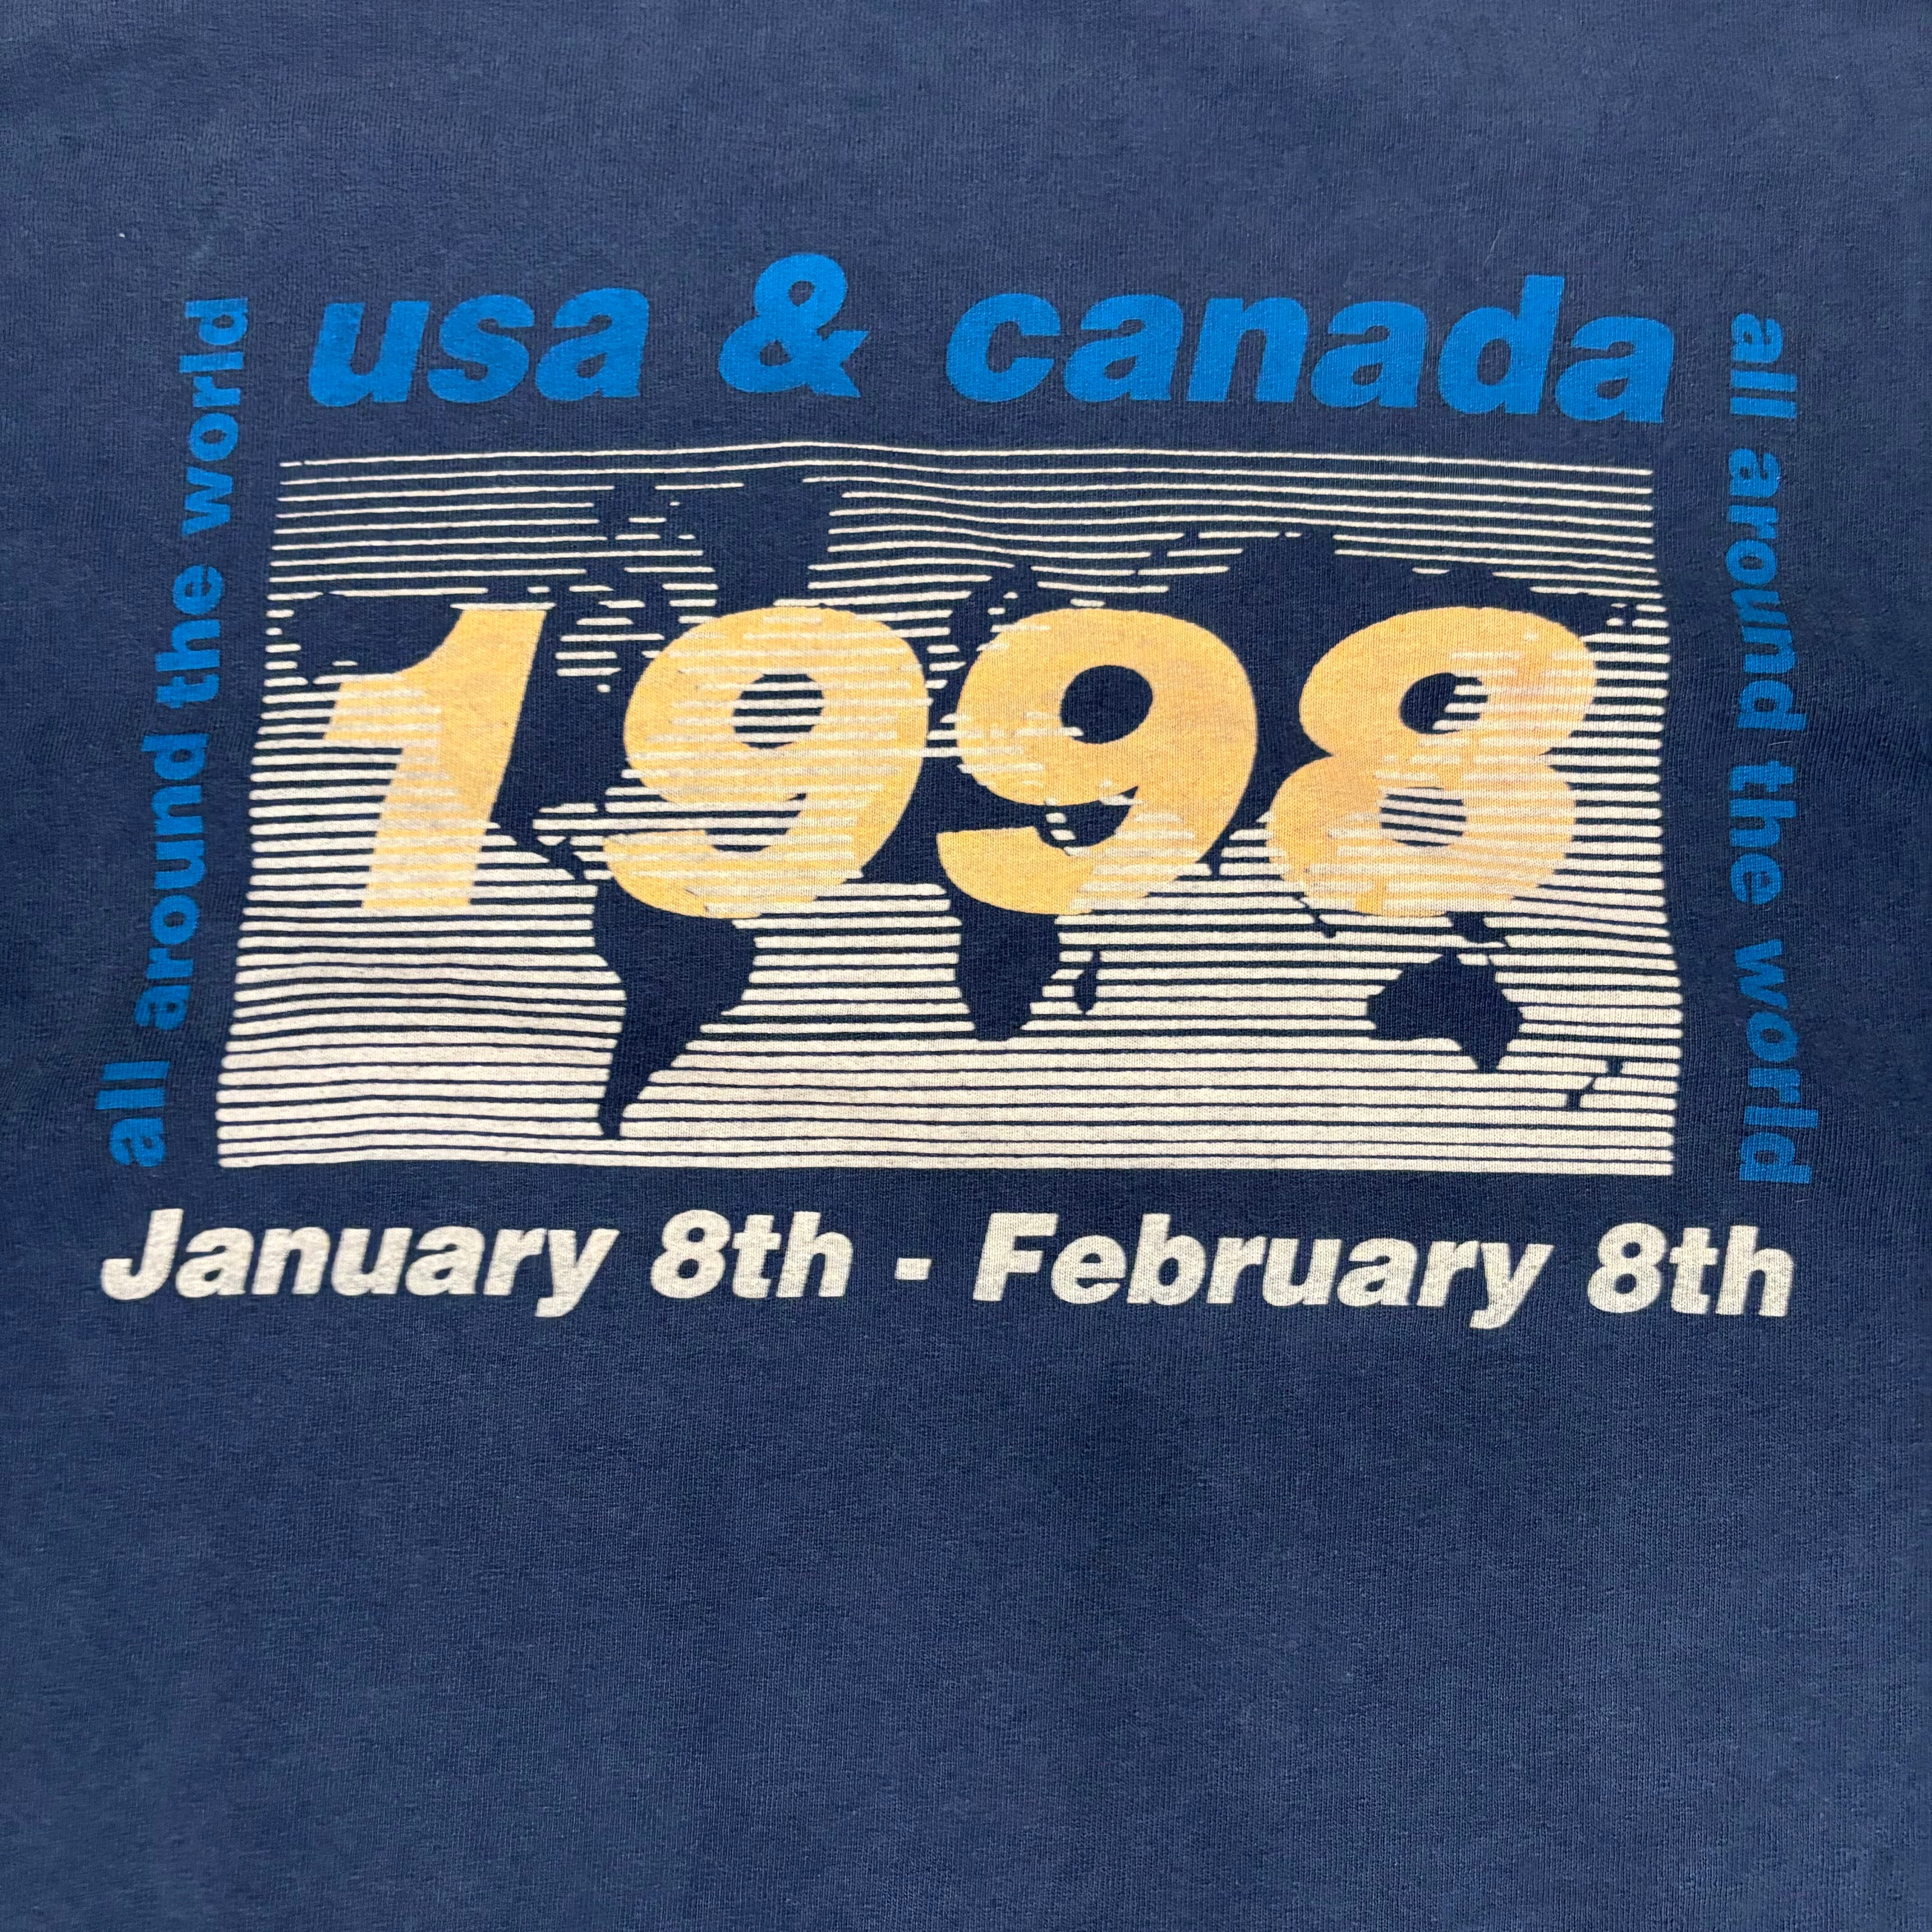 usa & canada
all around the world
1998
all around the world
January 8th - February 8th